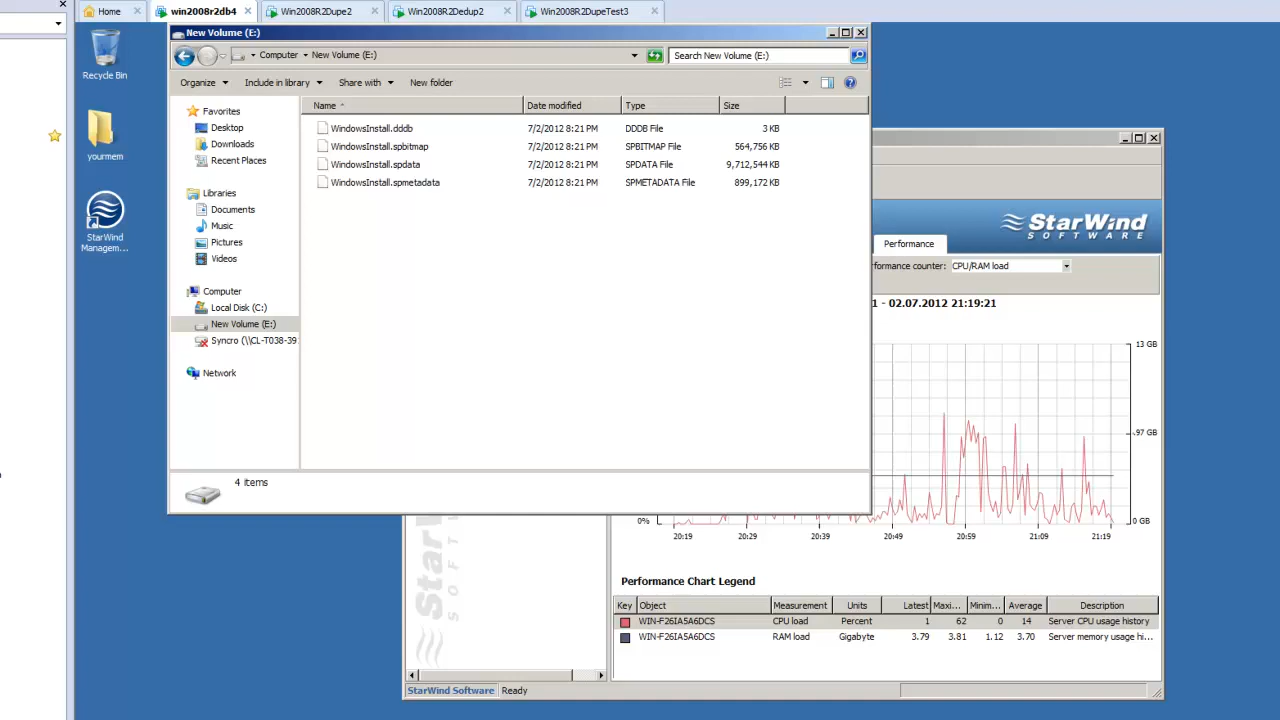 Home
win2008r2db4
Win2008R2Dupe2
Win2008R2Dedup2
Win2008R2DupeTest3
Recycle Bin
yourmem
StarWind
Managem...
New Volume (E:)
Computer
New Volume (E:)
Search New Volume (E:)
Organize
Include in library
Share with
New folder
Favorites
Desktop
Downloads
Recent Places
Libraries
Documents
Music
Pictures
Videos
Computer
Local Disk (C:)
New Volume (E:)
Syncro (\\CL-T038-39
Network
Name
Date modified
Type
Size
WindowsInstall.dddb 7/2/2012 8:21 PM DDDB File 3 KB
WindowsInstall.spbitmap 7/2/2012 8:21 PM SPBITMAP File 564,756 KB
WindowsInstall.spdata 7/2/2012 8:21 PM SPDATA File 9,712,544 KB
WindowsInstall.spmetadata 7/2/2012 8:21 PM SPMETADATA File 899,172 KB
4 items
StarWind
SOFTWARE
Performance
formance counter: CPU/RAM load
1 - 02.07.2012 21:19:21
13 GB
.97 GB
0%
0 GB
20:19 20:29 20:39 20:49 20:59 21:09 21:19
Performance Chart Legend
Key Object Measurement Units Latest Maxi... Minim... Average Description
WIN-F26IA5A6DCS CPU load Percent 1 62 0 14 Server CPU usage history
WIN-F26IA5A6DCS RAM load Gigabyte 3.79 3.81 1.12 3.70 Server memory usage hi...
StarWind Software Ready